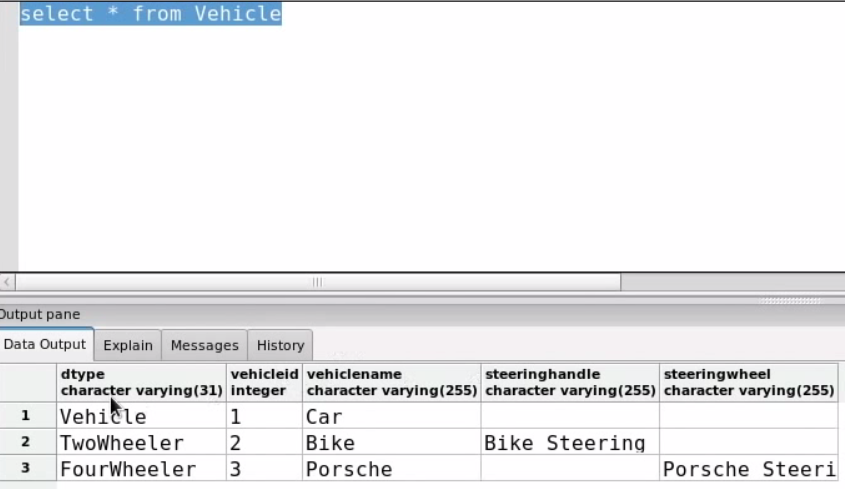 select * from Vehicle
Output pane
Data Output Explain Messages History
dtype vehicleid vehiclename steeringhandle steeringwheel
character varying(31) integer character varying(255) character varying(255) character varying(255)
1 Vehicle 1 Car
2 TwoWheeler 2 Bike Bike Steering
3 FourWheeler 3 Porsche Porsche Steeri